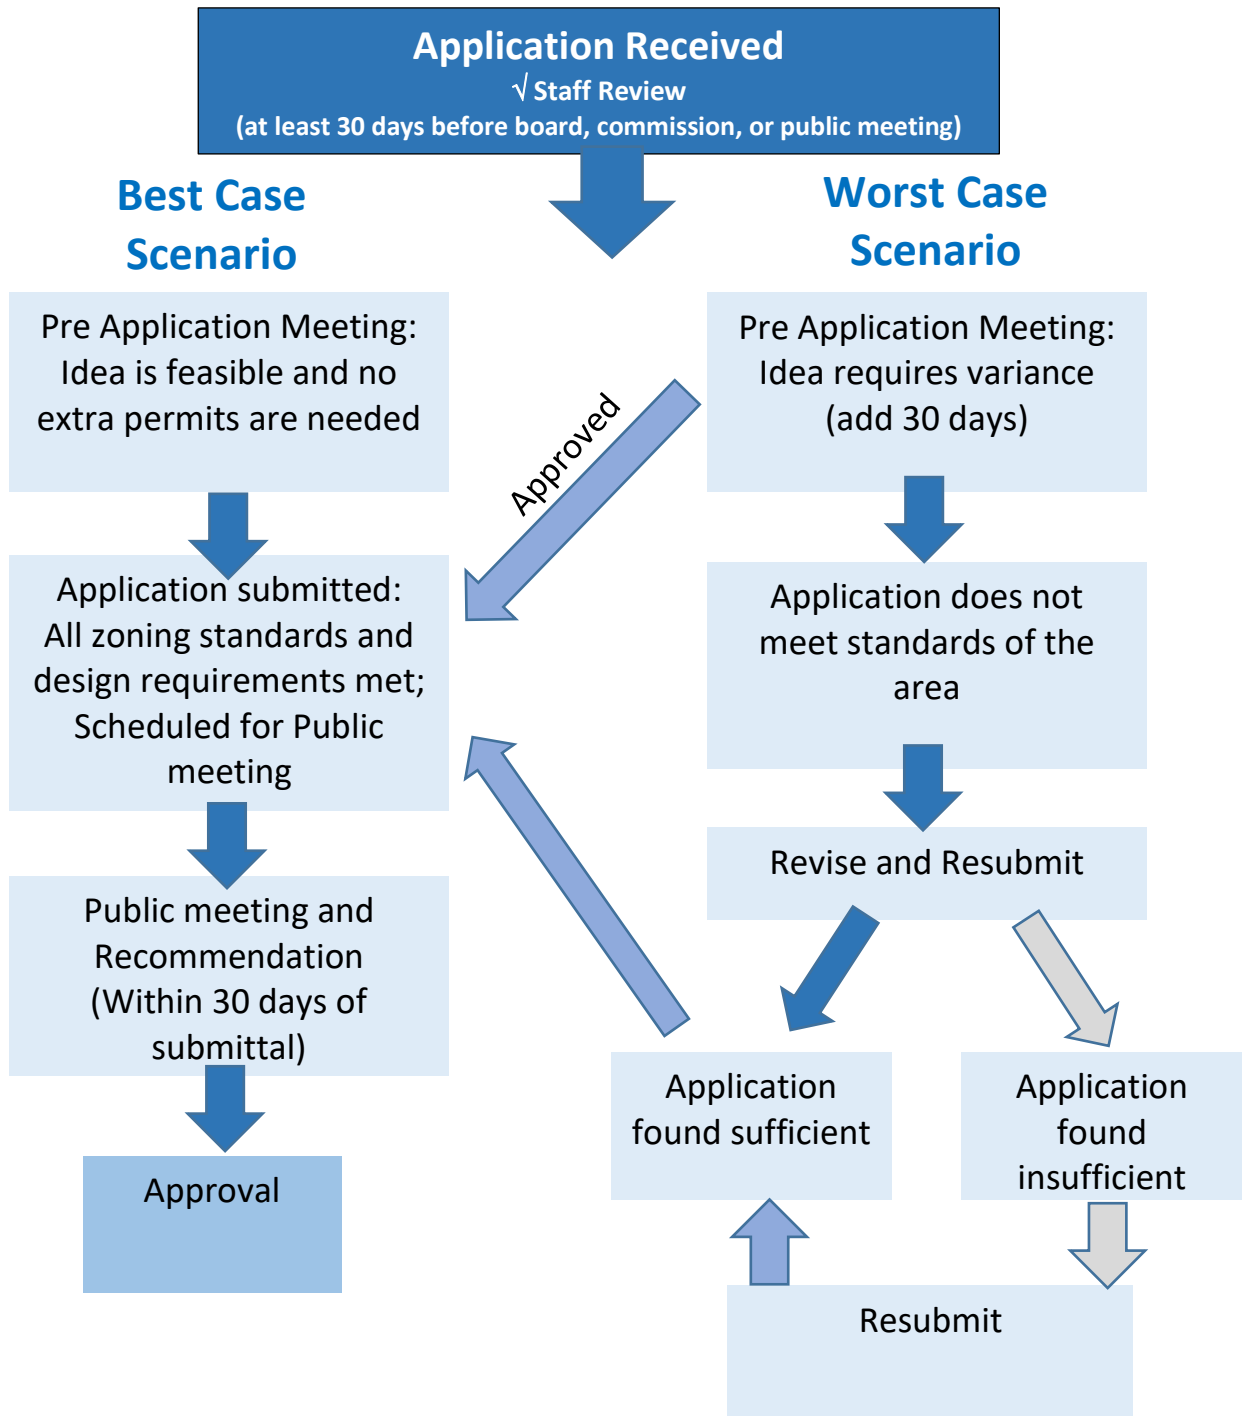 Application Received
√ Staff Review
(at least 30 days before board, commission, or public meeting)
Best Case
Scenario
Worst Case
Scenario
Pre Application Meeting:
Idea is feasible and no
extra permits are needed
Pre Application Meeting:
Idea requires variance
(add 30 days)
Approved
Application submitted:
All zoning standards and
design requirements met;
Scheduled for Public
meeting
Application does not
meet standards of the
area
Revise and Resubmit
Public meeting and
Recommendation
(Within 30 days of
submittal)
Application
found sufficient
Application
found
insufficient
Approval
Resubmit